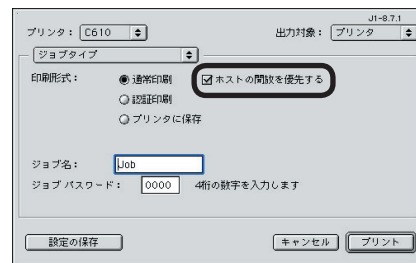 J1-8.7.1
プリンタ： C610 出力対象： プリンタ
ジョブタイプ
印刷形式： 通常印刷 ホストの開放を優先する
認証印刷
プリンタに保存
ジョブ名： Job
ジョブ パスワード： 0000 4桁の数字を入力します
設定の保存 キャンセル プリント